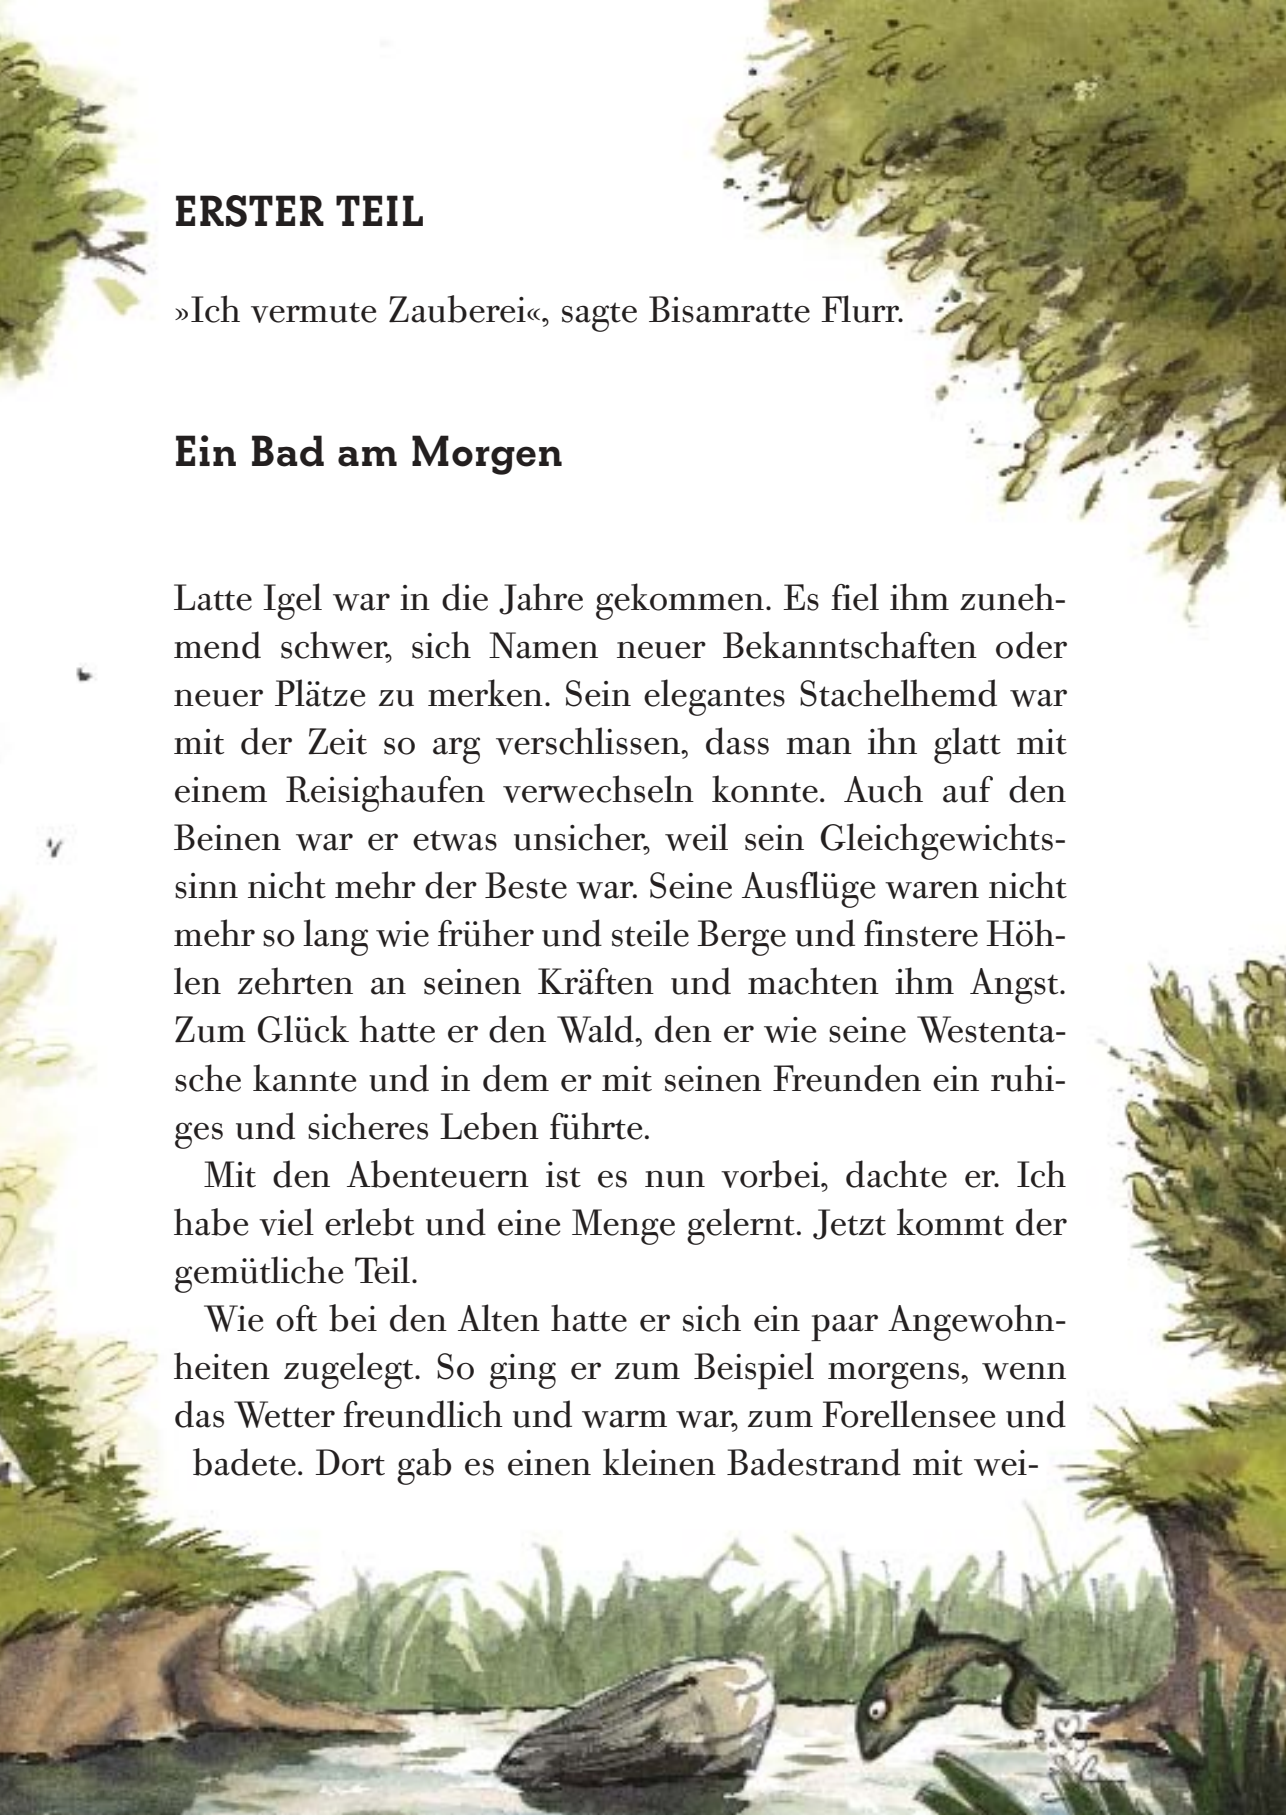 ERSTER TEIL
»Ich vermute Zauberei«, sagte Bisamratte Flurr.
Ein Bad am Morgen
Latte Igel war in die Jahre gekommen. Es fiel ihm zuneh-
mend schwer, sich Namen neuer Bekanntschaften oder
neuer Plätze zu merken. Sein elegantes Stachelhemd war
mit der Zeit so arg verschlissen, dass man ihn glatt mit
einem Reisighaufen verwechseln konnte. Auch auf den
Beinen war er etwas unsicher, weil sein Gleichgewichts-
sinn nicht mehr der Beste war. Seine Ausflüge waren nicht
mehr so lang wie früher und steile Berge und finstere Höh-
len zehrten an seinen Kräften und machten ihm Angst.
Zum Glück hatte er den Wald, den er wie seine Westenta-
sche kannte und in dem er mit seinen Freunden ein ruhi-
ges und sicheres Leben führte.
Mit den Abenteuern ist es nun vorbei, dachte er. Ich
habe viel erlebt und eine Menge gelernt. Jetzt kommt der
gemütliche Teil.
Wie oft bei den Alten hatte er sich ein paar Angewohn-
heiten zugelegt. So ging er zum Beispiel morgens, wenn
das Wetter freundlich und warm war, zum Forellensee und
badete. Dort gab es einen kleinen Badestrand mit wei-